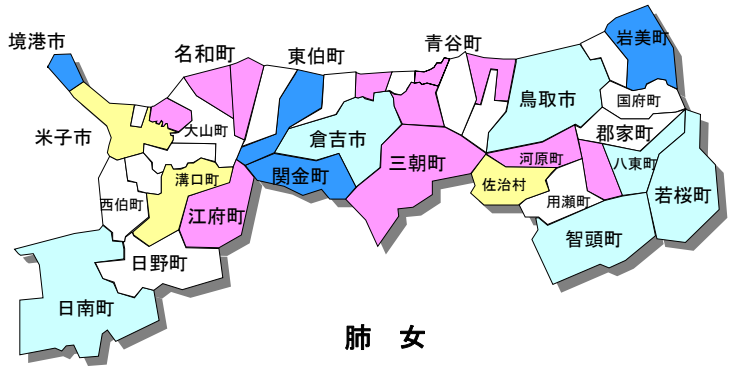 境港市
名和町
東伯町
青谷町
岩美町
米子市
大山町
倉吉市
鳥取市
国府町
郡家町
溝口町
関金町
三朝町
河原町
八東町
西伯町
江府町
佐治村
用瀬町
若桜町
日野町
智頭町
日南町
肺 女